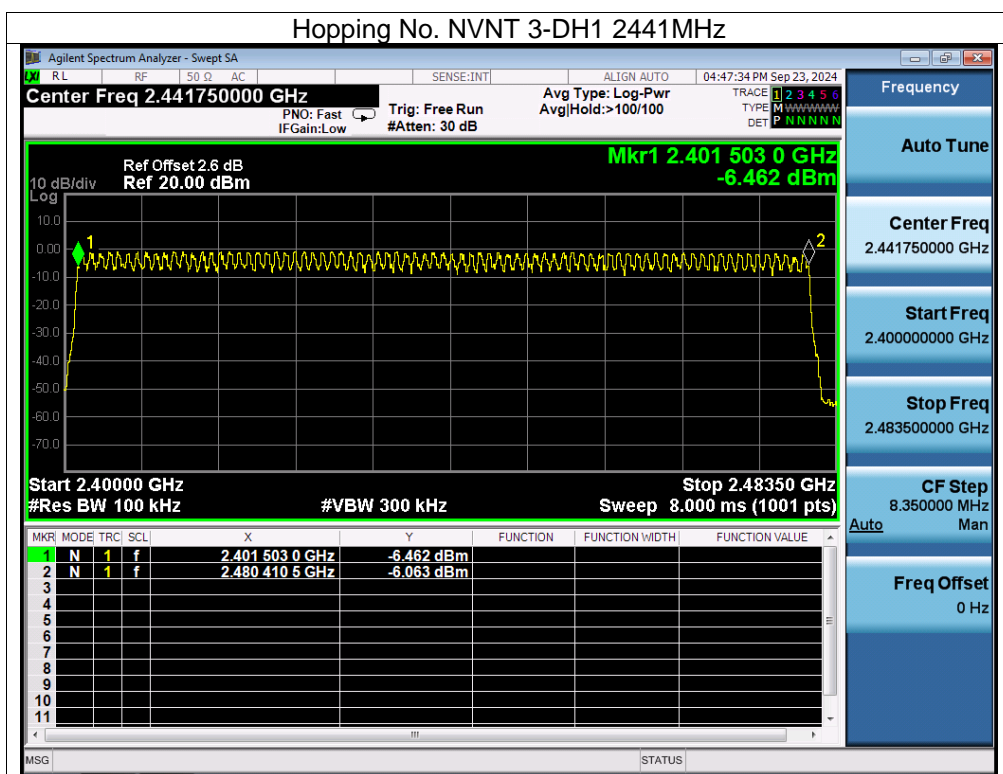 Hopping No. NVNT 3-DH1 2441MHz
Agilent Spectrum Analyzer - Swept SA
LXI RL RF 50 Ω AC SENSE:INT ALIGN AUTO 04:47:34 PM Sep 23, 2024
Center Freq 2.441750000 GHz
PNO: Fast
IFGain:Low
Trig: Free Run
#Atten: 30 dB
Avg Type: Log-Pwr
Avg|Hold:>100/100
TRACE 1 2 3 4 5 6
TYPE M WWWWW
DET P N N N N N
Frequency
Auto Tune
Center Freq
2.441750000 GHz
Start Freq
2.400000000 GHz
Stop Freq
2.483500000 GHz
CF Step
8.350000 MHz
Auto Man
Freq Offset
0 Hz
Mkr1 2.401 503 0 GHz
-6.462 dBm
Ref Offset 2.6 dB
10 dB/div Ref 20.00 dBm
Log
10.0
0.00
-10.0
-20.0
-30.0
-40.0
-50.0
-60.0
-70.0
1
2
Start 2.40000 GHz Stop 2.48350 GHz
#Res BW 100 kHz #VBW 300 kHz Sweep 8.000 ms (1001 pts)
MKR MODE TRC SCL X Y FUNCTION FUNCTION WIDTH FUNCTION VALUE
1 N 1 f 2.401 503 0 GHz -6.462 dBm
2 N 1 f 2.480 410 5 GHz -6.063 dBm
3
4
5
6
7
8
9
10
11
MSG STATUS